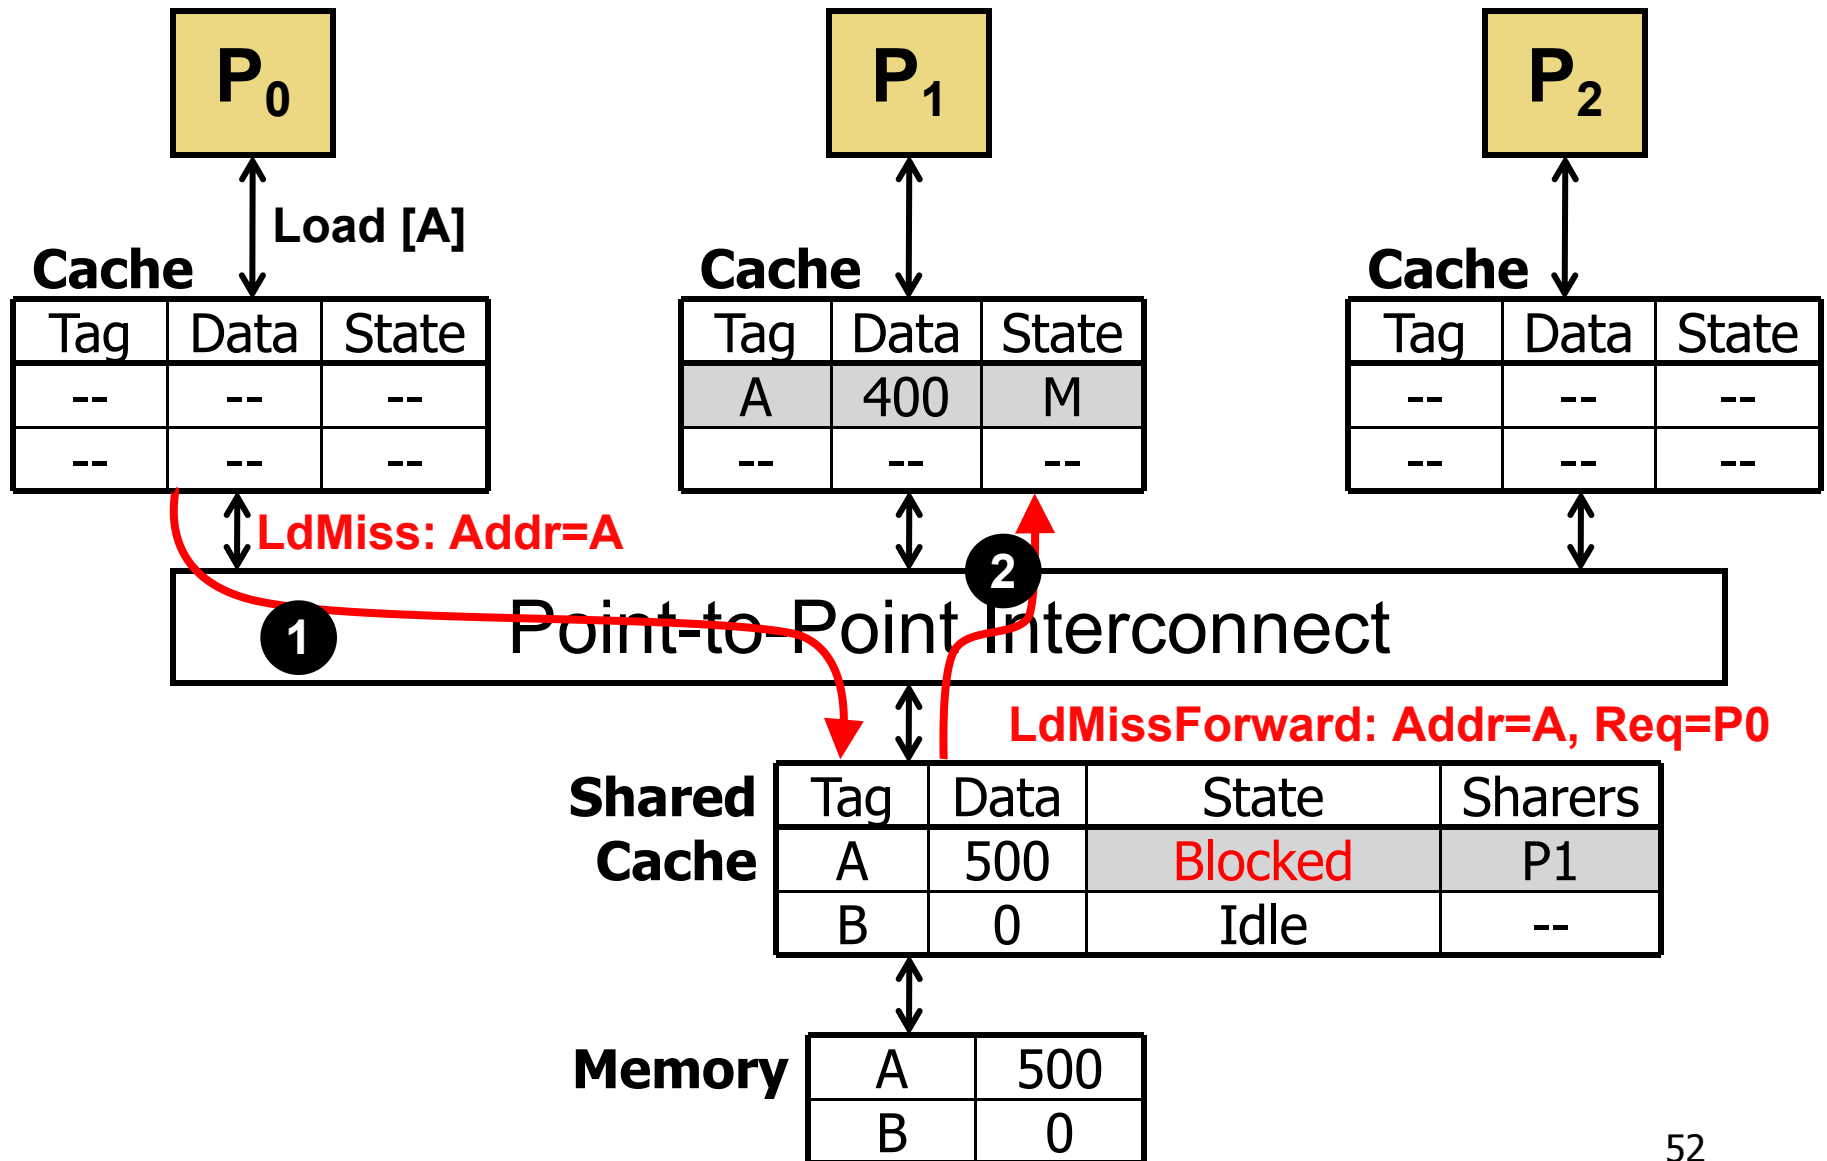 P0 P1 P2
Load [A]
Cache Cache Cache
Tag Data State Tag Data State Tag Data State
-- -- -- A 400 M -- -- --
-- -- -- -- -- -- -- -- --
LdMiss: Addr=A
2
1 Point-to-Point Interconnect
LdMissForward: Addr=A, Req=P0
Shared Tag Data State Sharers
Cache A 500 Blocked P1
B 0 Idle --
Memory A 500
B 0
52